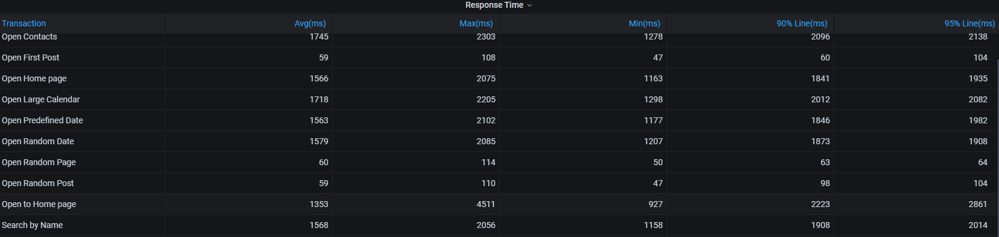 Response Time
Transaction Avg(ms) Max(ms) Min(ms) 90% Line(ms) 95% Line(ms)
Open Contacts 1745 2303 1278 2096 2138
Open First Post 59 108 47 60 104
Open Home page 1566 2075 1163 1841 1935
Open Large Calendar 1718 2205 1298 2012 2082
Open Predefined Date 1563 2102 1177 1846 1982
Open Random Date 1579 2085 1207 1873 1908
Open Random Page 60 114 50 63 64
Open Random Post 59 110 47 98 104
Open to Home page 1353 4511 927 2223 2861
Search by Name 1568 2056 1158 1908 2014